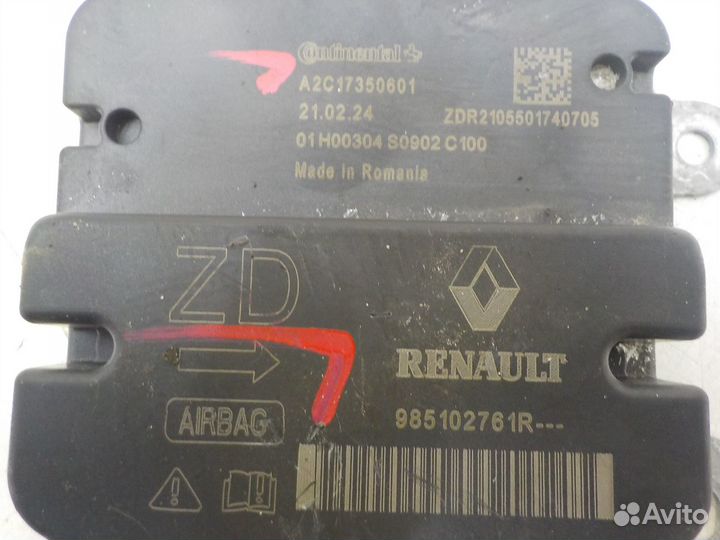 Continental
A2C17350601
21.02.24 ZDR2105501740705
01 H00304 S0902 C100
Made in Romania
ZD
RENAULT
AIRBAG
985102761R---
Avito